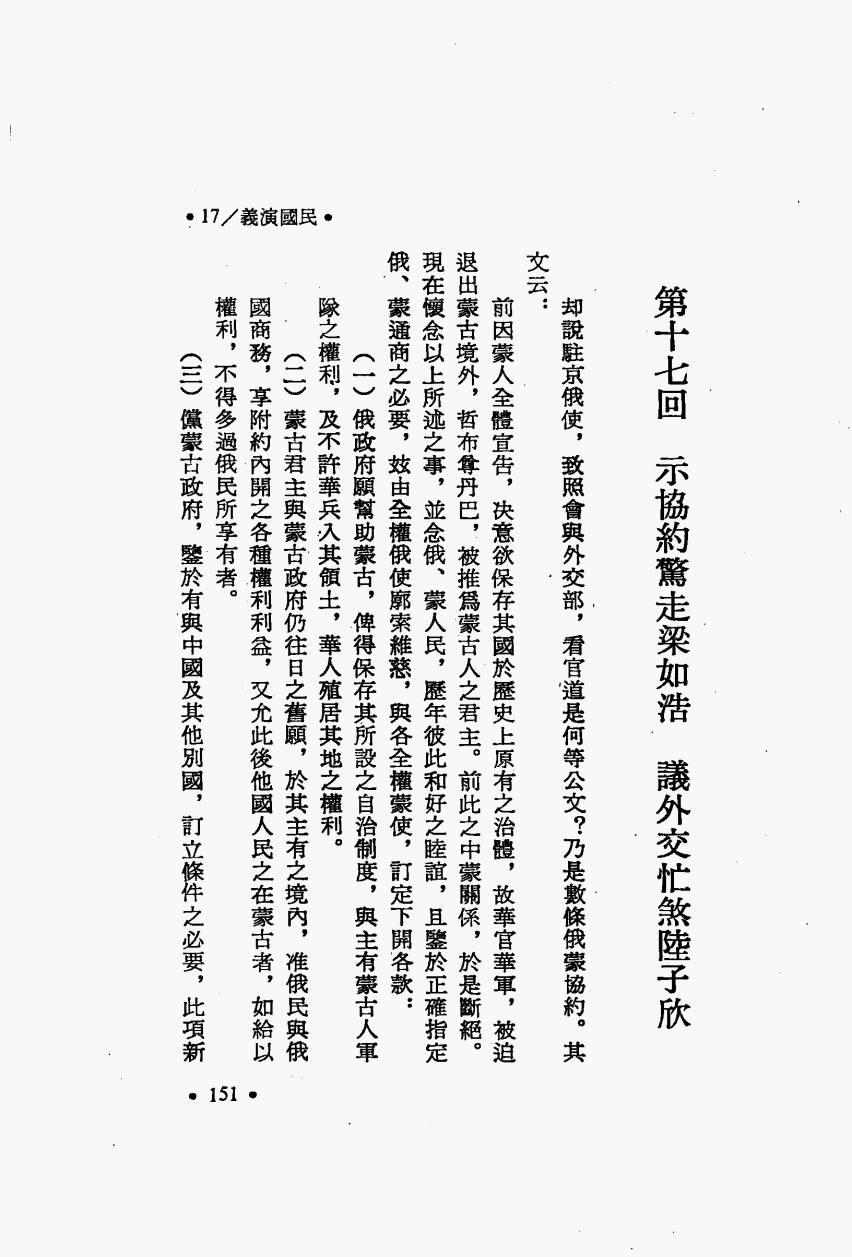 •17／義演國民•
第十七回　示協約驚走梁如浩　議外交忙煞陸子欣
却說駐京俄使，致照會與外交部，看官道是何等公文？乃是數條俄蒙協約。其
文云：
前因蒙人全體宣告，決意欲保存其國於歷史上原有之治體，故華官華軍，被迫
退出蒙古境外，哲布尊丹巴，被推爲蒙古人之君主。前此之中蒙關係，於是斷絕。
現在懷念以上所述之事，並念俄、蒙人民，歷年彼此和好之睦誼，且鑒於正確指定
俄、蒙通商之必要，玆由全權俄使廓索維慈，與各全權蒙使，訂定下開各款：
（一）俄政府願幫助蒙古，俾得保存其所設之自治制度，與主有蒙古人軍
隊之權利，及不許華兵入其領土，華人殖居其地之權利。
（二）蒙古君主與蒙古政府仍往日之舊願，於其主有之境內，准俄民與俄
國商務，享附約內開之各種權利利益，又允此後他國人民之在蒙古者，如給以
權利，不得多過俄民所享有者。
（三）儻蒙古政府，鑒於有與中國及其他別國，訂立條件之必要，此項新
•151•